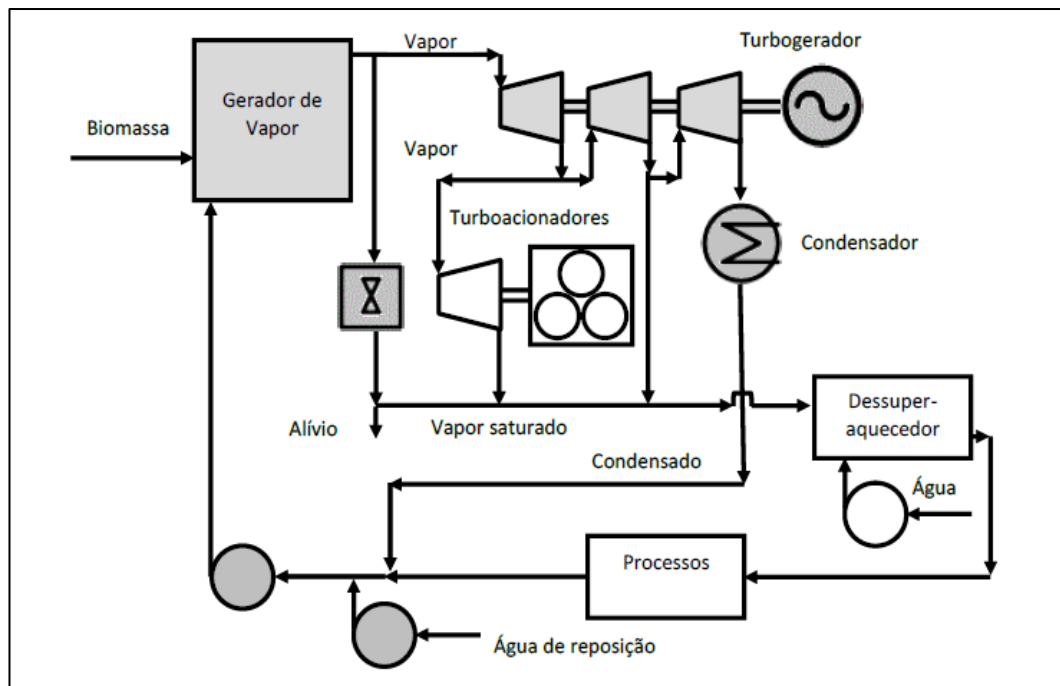 Vapor
Turbogerador
Gerador de
Vapor
Biomassa
Vapor
Turboacionadores
Condensador
Dessuper-
aquecedor
Alívio
Vapor saturado
Condensado
Água
Processos
Água de reposição